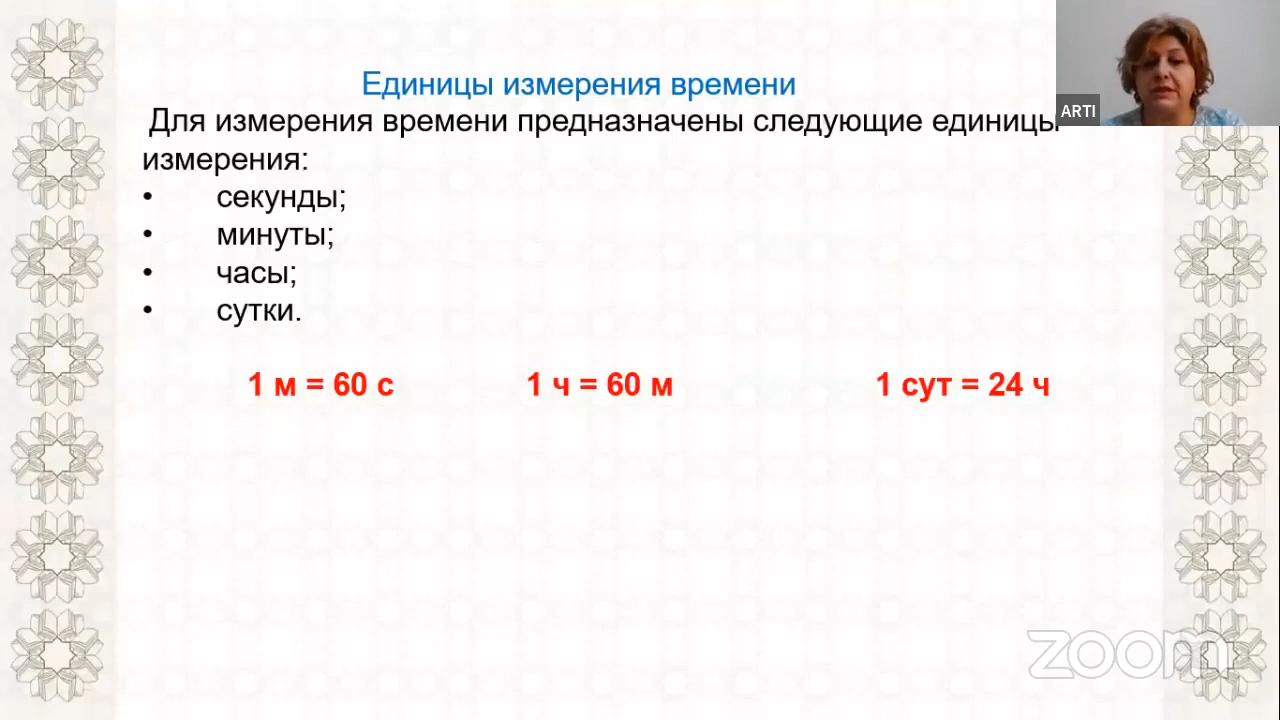 Единицы измерения времени
Для измерения времени предназначены следующие единицы
измерения:
• секунды;
• минуты;
• часы;
• сутки.
1 м = 60 с 1 ч = 60 м 1 сут = 24 ч
ARTI
zoom